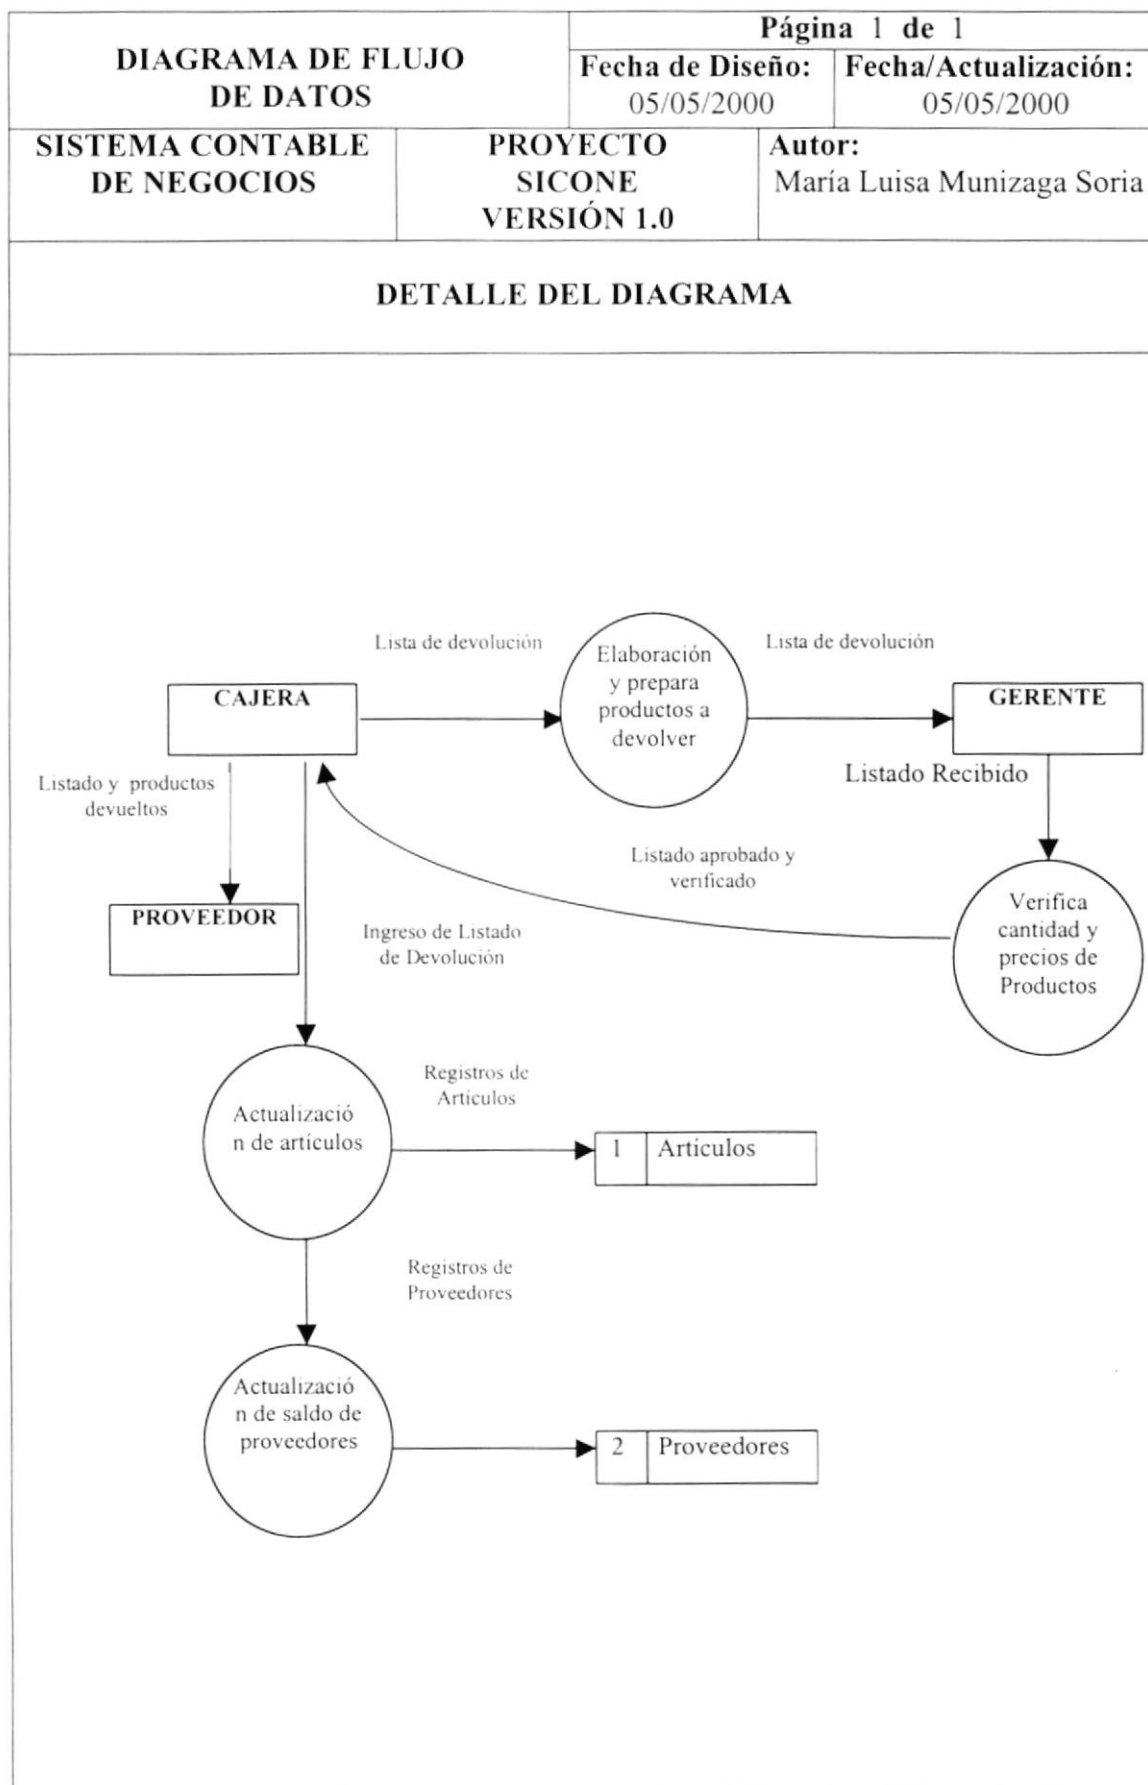 DIAGRAMA DE FLUJO
DE DATOS
Página 1 de 1
Fecha de Diseño:
05/05/2000
Fecha/Actualización:
05/05/2000
SISTEMA CONTABLE
DE NEGOCIOS
PROYECTO
SICONE
VERSIÓN 1.0
Autor:
María Luisa Munizaga Soria
DETALLE DEL DIAGRAMA
Lista de devolución
Elaboración
y prepara
productos a
devolver
Lista de devolución
CAJERA
GERENTE
Listado y productos
devueltos
Listado Recibido
Listado aprobado y
verificado
PROVEEDOR
Ingreso de Listado
de Devolución
Verifica
cantidad y
precios de
Productos
Registros de
Artículos
Actualizació
n de artículos
1 Artículos
Registros de
Proveedores
Actualizació
n de saldo de
proveedores
2 Proveedores